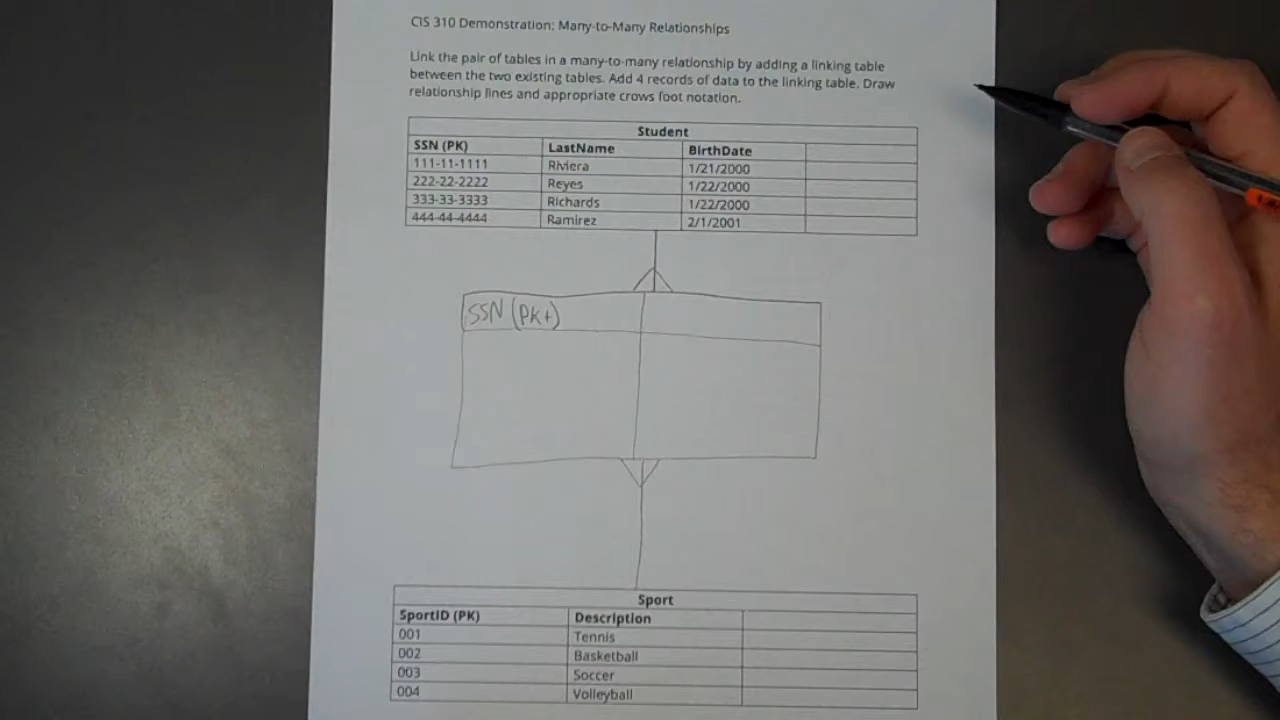 CIS 310 Demonstration: Many-to-Many Relationships
Link the pair of tables in a many-to-many relationship by adding a linking table
between the two existing tables. Add 4 records of data to the linking table. Draw
relationship lines and appropriate crows foot notation.
Student
SSN (PK) LastName BirthDate
111-11-1111 Riviera 1/21/2000
222-22-2222 Reyes 1/22/2000
333-33-3333 Richards 1/22/2000
444-44-4444 Ramirez 2/1/2001
SSN (PK+)
Sport
SportID (PK) Description
001 Tennis
002 Basketball
003 Soccer
004 Volleyball